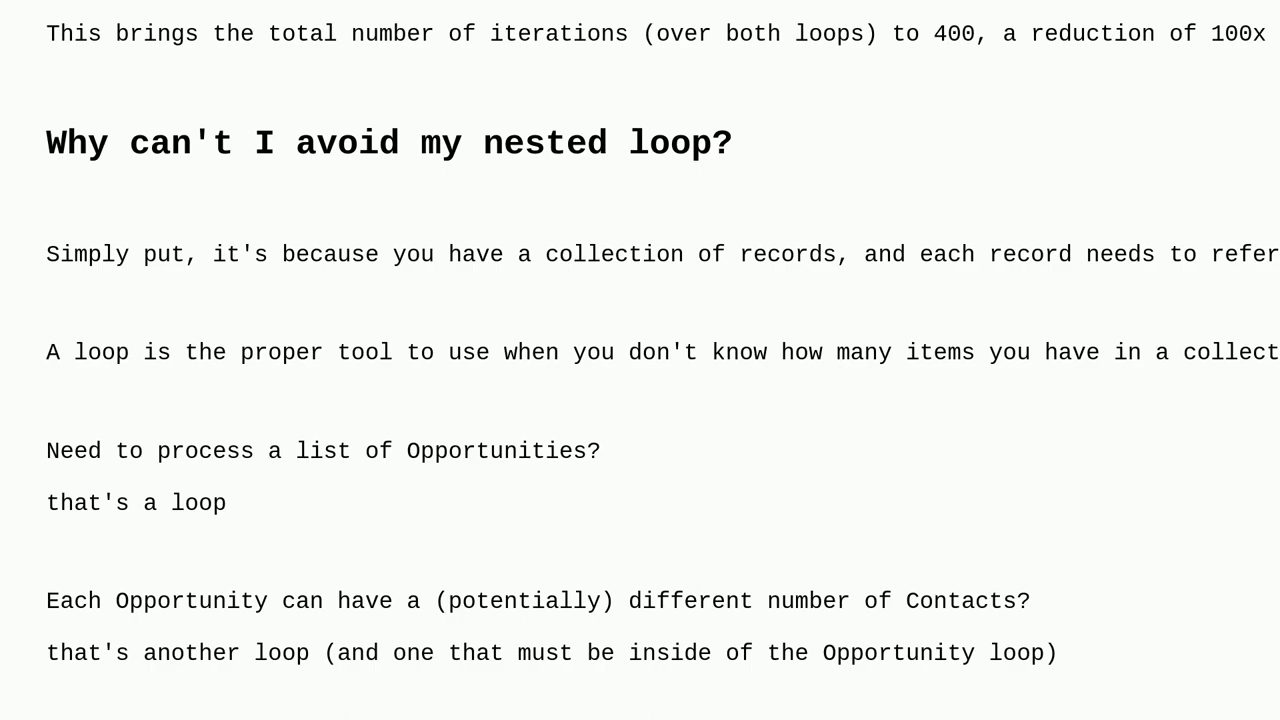 This brings the total number of iterations (over both loops) to 400, a reduction of 100x
Why can't I avoid my nested loop?
Simply put, it's because you have a collection of records, and each record needs to refer
A loop is the proper tool to use when you don't know how many items you have in a collect
Need to process a list of Opportunities?
that's a loop
Each Opportunity can have a (potentially) different number of Contacts?
that's another loop (and one that must be inside of the Opportunity loop)